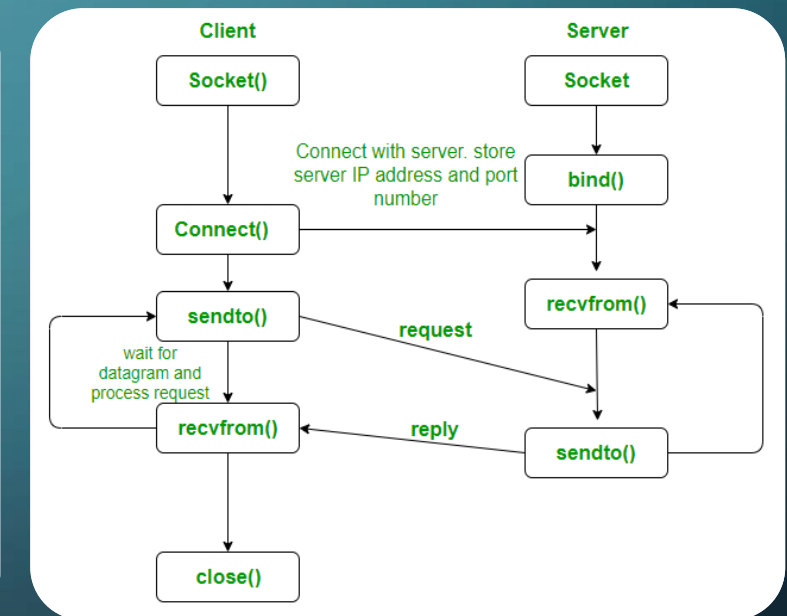 Client
Server
Socket()
Socket
Connect with server. store
server IP address and port
number
bind()
Connect()
sendto()
recvfrom()
request
wait for
datagram and
process request
recvfrom()
reply
sendto()
close()